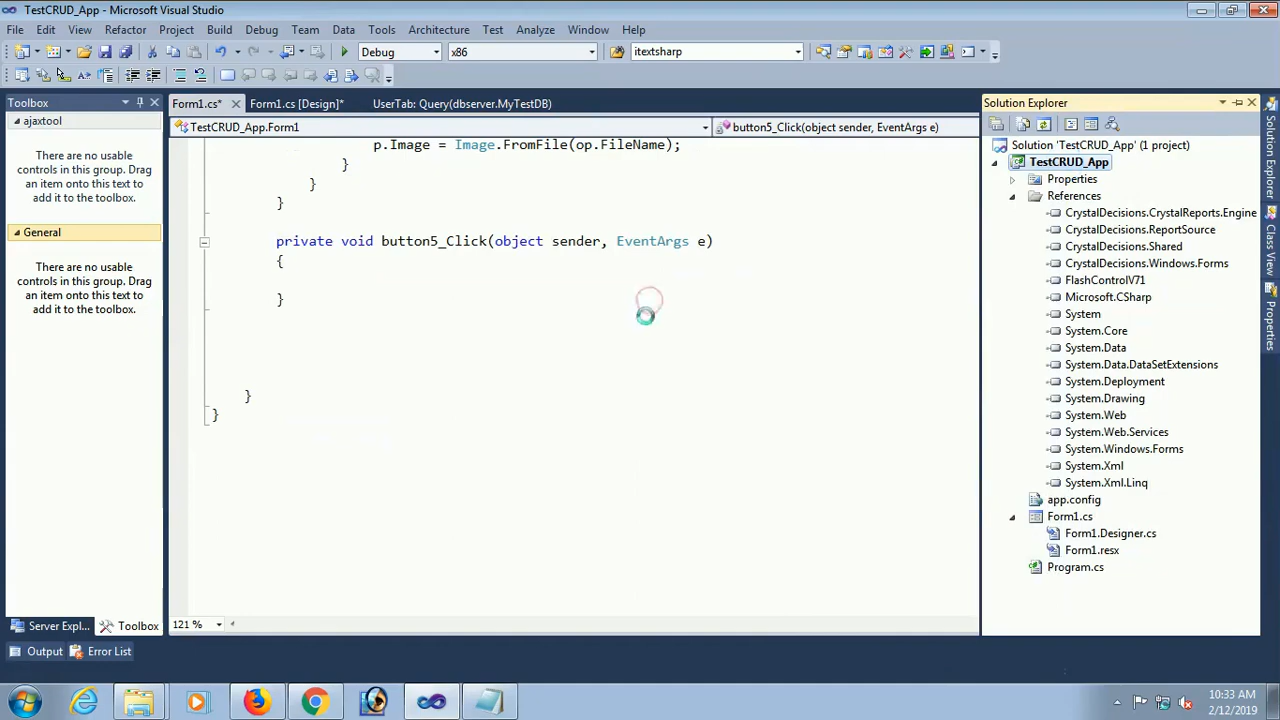 TestCRUD_App - Microsoft Visual Studio
File Edit View Refactor Project Build Debug Team Data Tools Architecture Test Analyze Window Help
Debug x86 itextsharp
Toolbox
ajaxtool
There are no usable
controls in this group. Drag
an item onto this text to
add it to the toolbox.
General
There are no usable
controls in this group. Drag
an item onto this text to
add it to the toolbox.
Server Expl... Toolbox
Output Error List
Form1.cs* Form1.cs [Design]* UserTab: Query(dbserver.MyTestDB)
TestCRUD_App.Form1 button5_Click(object sender, EventArgs e)
p.Image = Image.FromFile(op.FileName);
}
}
}
private void button5_Click(object sender, EventArgs e)
{
}
}
}
121 %
Solution Explorer
Solution 'TestCRUD_App' (1 project)
TestCRUD_App
Properties
References
CrystalDecisions.CrystalReports.Engine
CrystalDecisions.ReportSource
CrystalDecisions.Shared
CrystalDecisions.Windows.Forms
FlashControlV71
Microsoft.CSharp
System
System.Core
System.Data
System.Data.DataSetExtensions
System.Deployment
System.Drawing
System.Web
System.Web.Services
System.Windows.Forms
System.Xml
System.Xml.Linq
app.config
Form1.cs
Form1.Designer.cs
Form1.resx
Program.cs
Solution Explorer
Class View
Properties
10:33 AM
2/12/2019